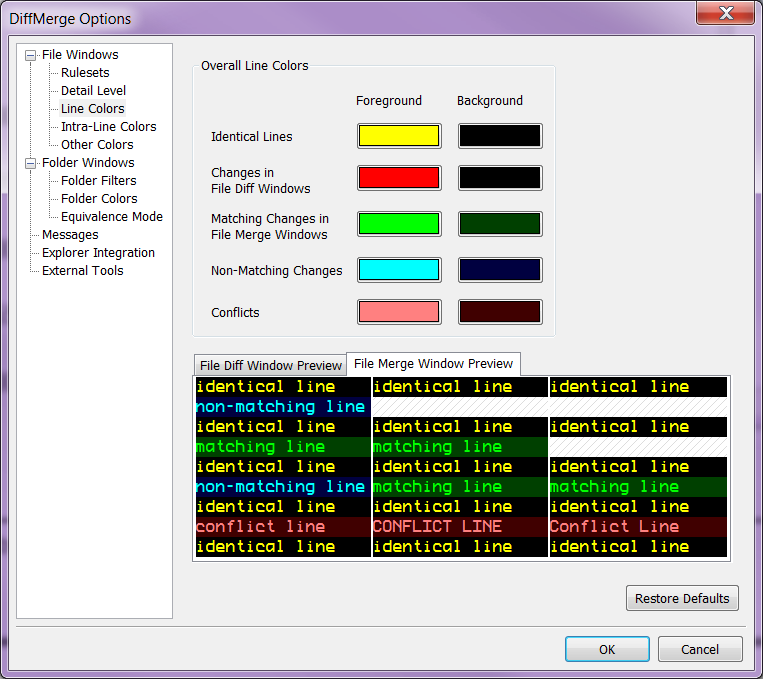 DiffMerge Options
File Windows
Rulesets
Detail Level
Line Colors
Intra-Line Colors
Other Colors
Folder Windows
Folder Filters
Folder Colors
Equivalence Mode
Messages
Explorer Integration
External Tools
Overall Line Colors
Foreground Background
Identical Lines
Changes in
File Diff Windows
Matching Changes in
File Merge Windows
Non-Matching Changes
Conflicts
File Diff Window Preview File Merge Window Preview
identical line identical line identical line
non-matching line
identical line identical line identical line
matching line matching line
identical line identical line identical line
non-matching line matching line matching line
identical line identical line identical line
conflict line CONFLICT LINE Conflict Line
identical line identical line identical line
Restore Defaults
OK Cancel